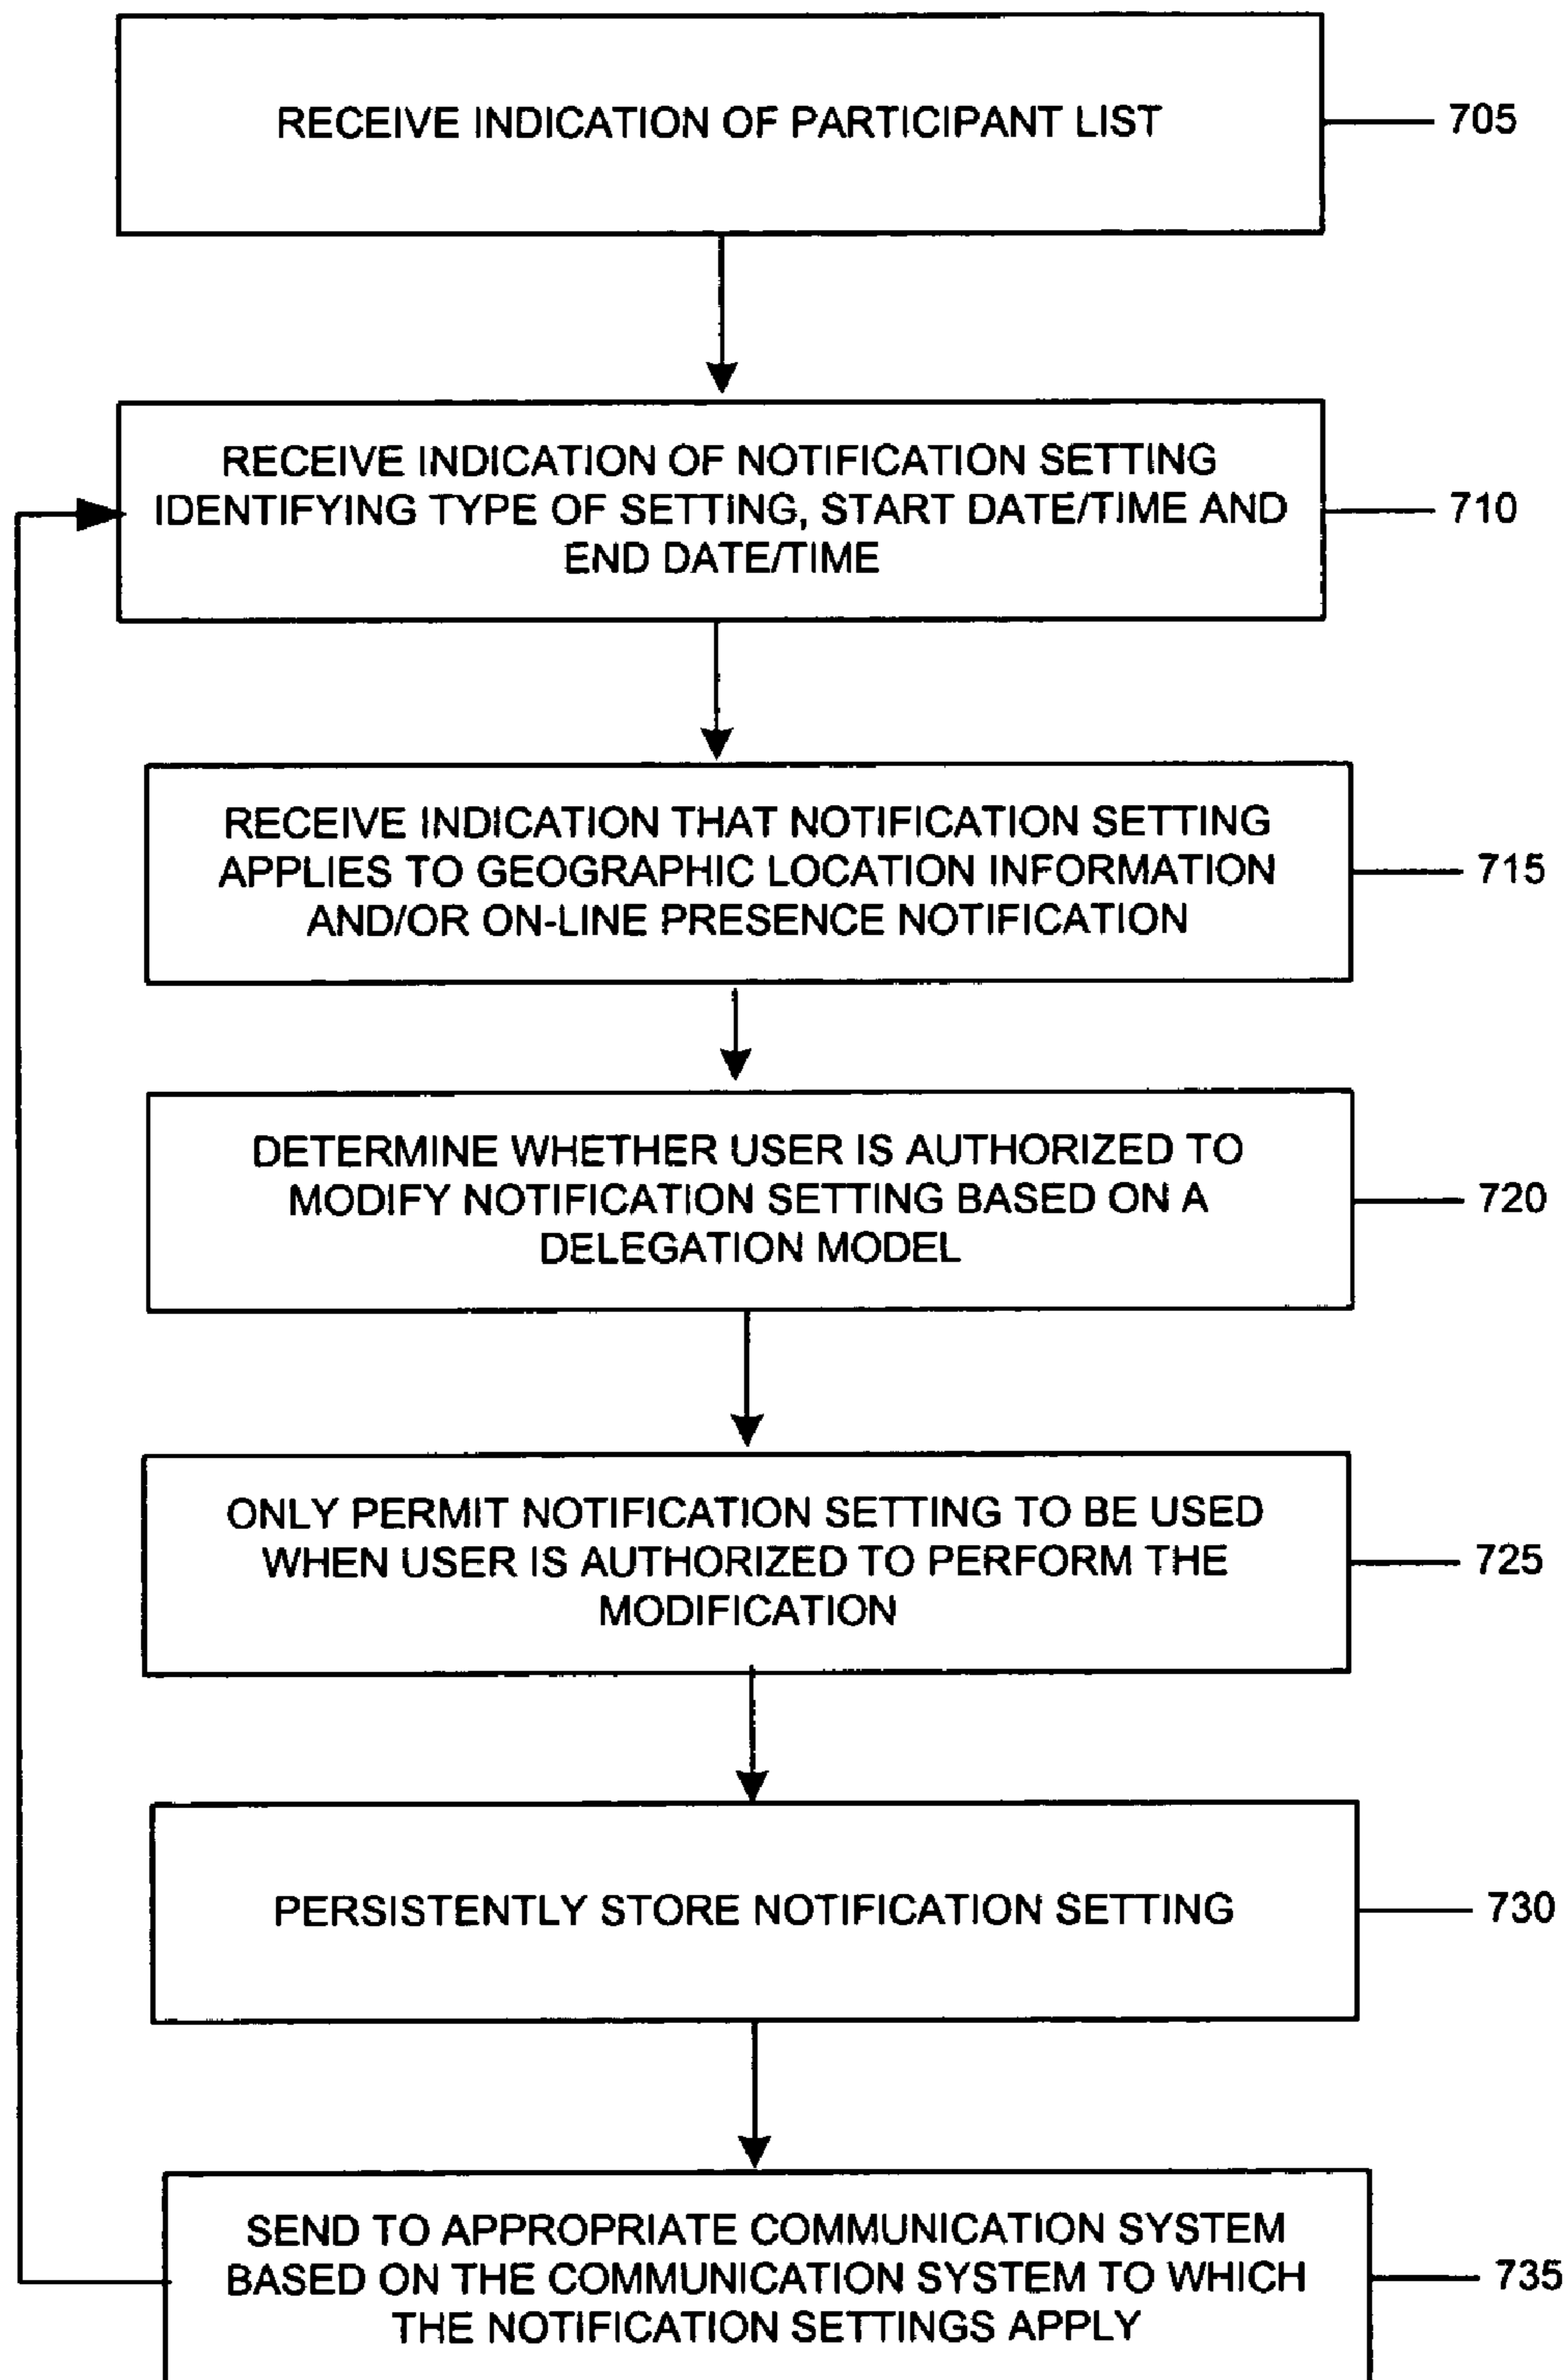 RECEIVE INDICATION OF PARTICIPANT LIST
705
RECEIVE INDICATION OF NOTIFICATION SETTING
IDENTIFYING TYPE OF SETTING, START DATE/TIME AND
END DATE/TIME
710
RECEIVE INDICATION THAT NOTIFICATION SETTING
APPLIES TO GEOGRAPHIC LOCATION INFORMATION
AND/OR ON-LINE PRESENCE NOTIFICATION
715
DETERMINE WHETHER USER IS AUTHORIZED TO
MODIFY NOTIFICATION SETTING BASED ON A
DELEGATION MODEL
720
ONLY PERMIT NOTIFICATION SETTING TO BE USED
WHEN USER IS AUTHORIZED TO PERFORM THE
MODIFICATION
725
PERSISTENTLY STORE NOTIFICATION SETTING
730
SEND TO APPROPRIATE COMMUNICATION SYSTEM
BASED ON THE COMMUNICATION SYSTEM TO WHICH
THE NOTIFICATION SETTINGS APPLY
735